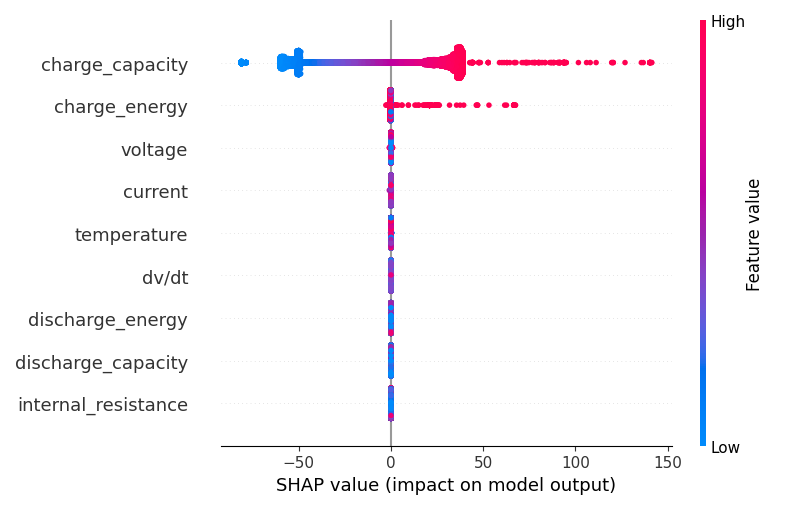 High
charge_capacity
charge_energy
voltage
current
temperature
dv/dt
discharge_energy
discharge_capacity
internal_resistance
Feature value
Low
−50 0 50 100 150
SHAP value (impact on model output)